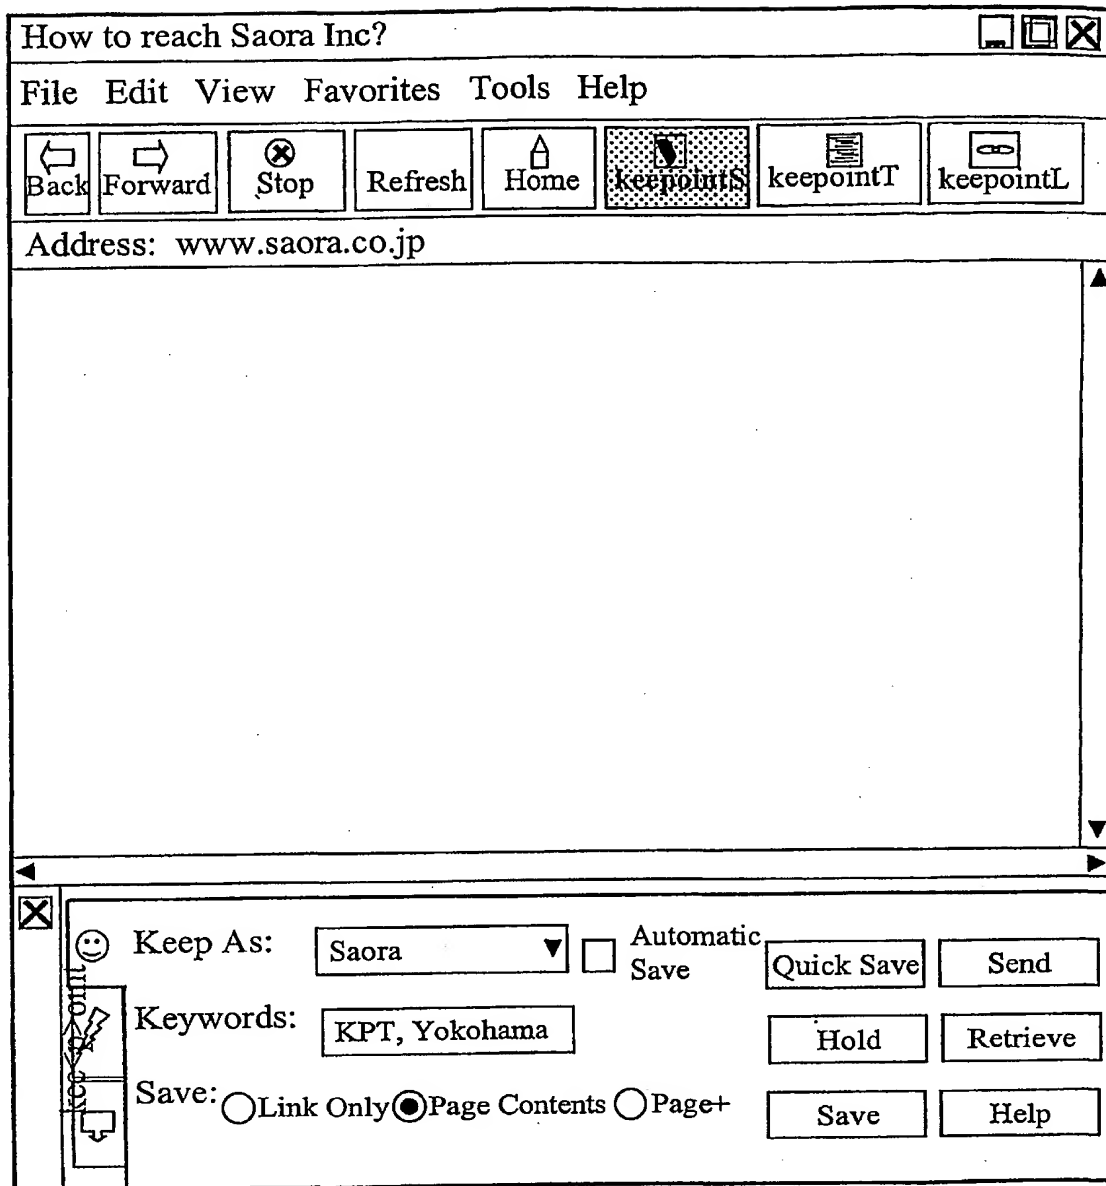 How to reach Saora Inc?
File Edit View Favorites Tools Help
Back Forward Stop Refresh Home keepointS keepointT keepointL
Address: www.saora.co.jp
Keep As: Saora Automatic Save Quick Save Send
Keywords: KPT, Yokohama Hold Retrieve
Save: Link Only Page Contents Page+ Save Help